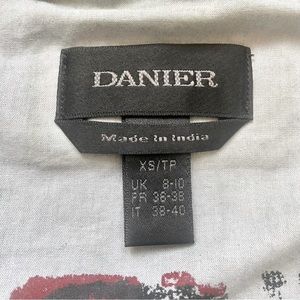 DANIER
Made in India
XS/TP
UK 8-10
FR 36-38
IT 38-40